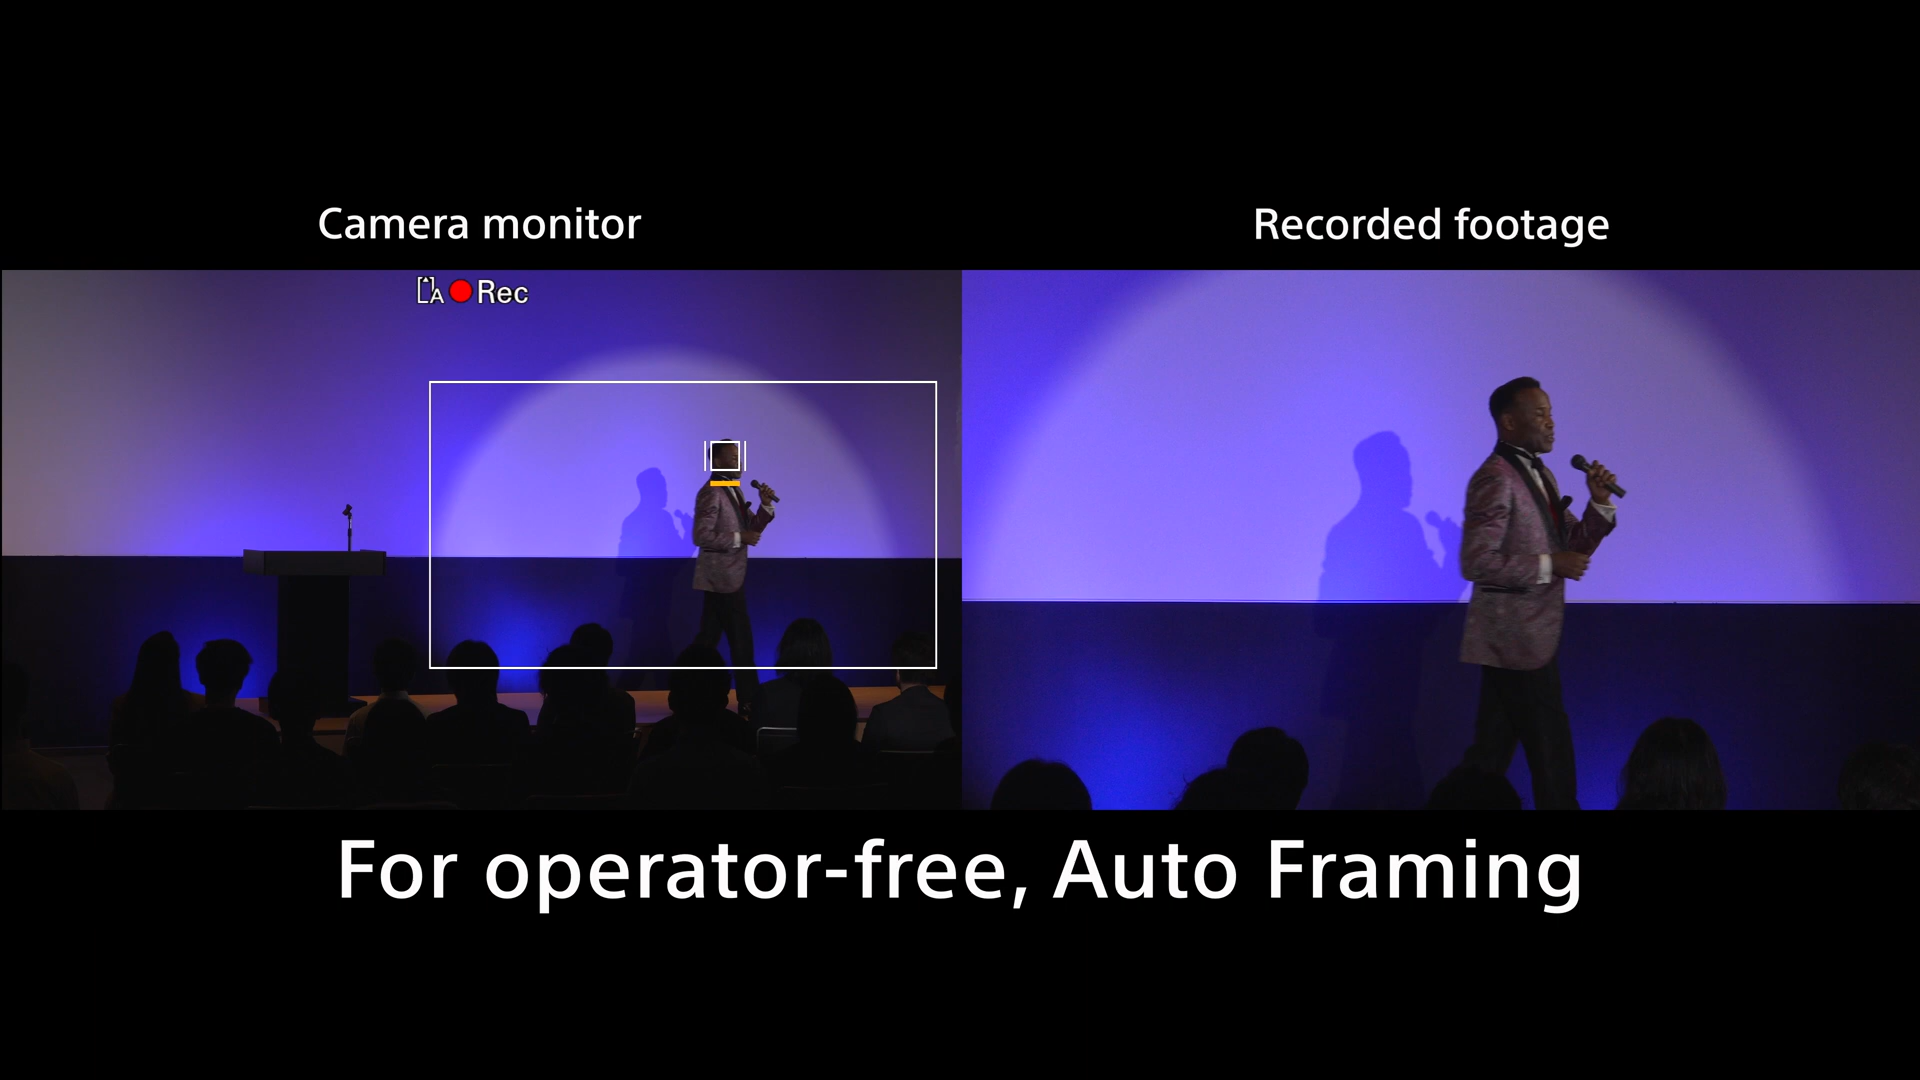 Camera monitor
Recorded footage
A Rec
For operator-free, Auto Framing